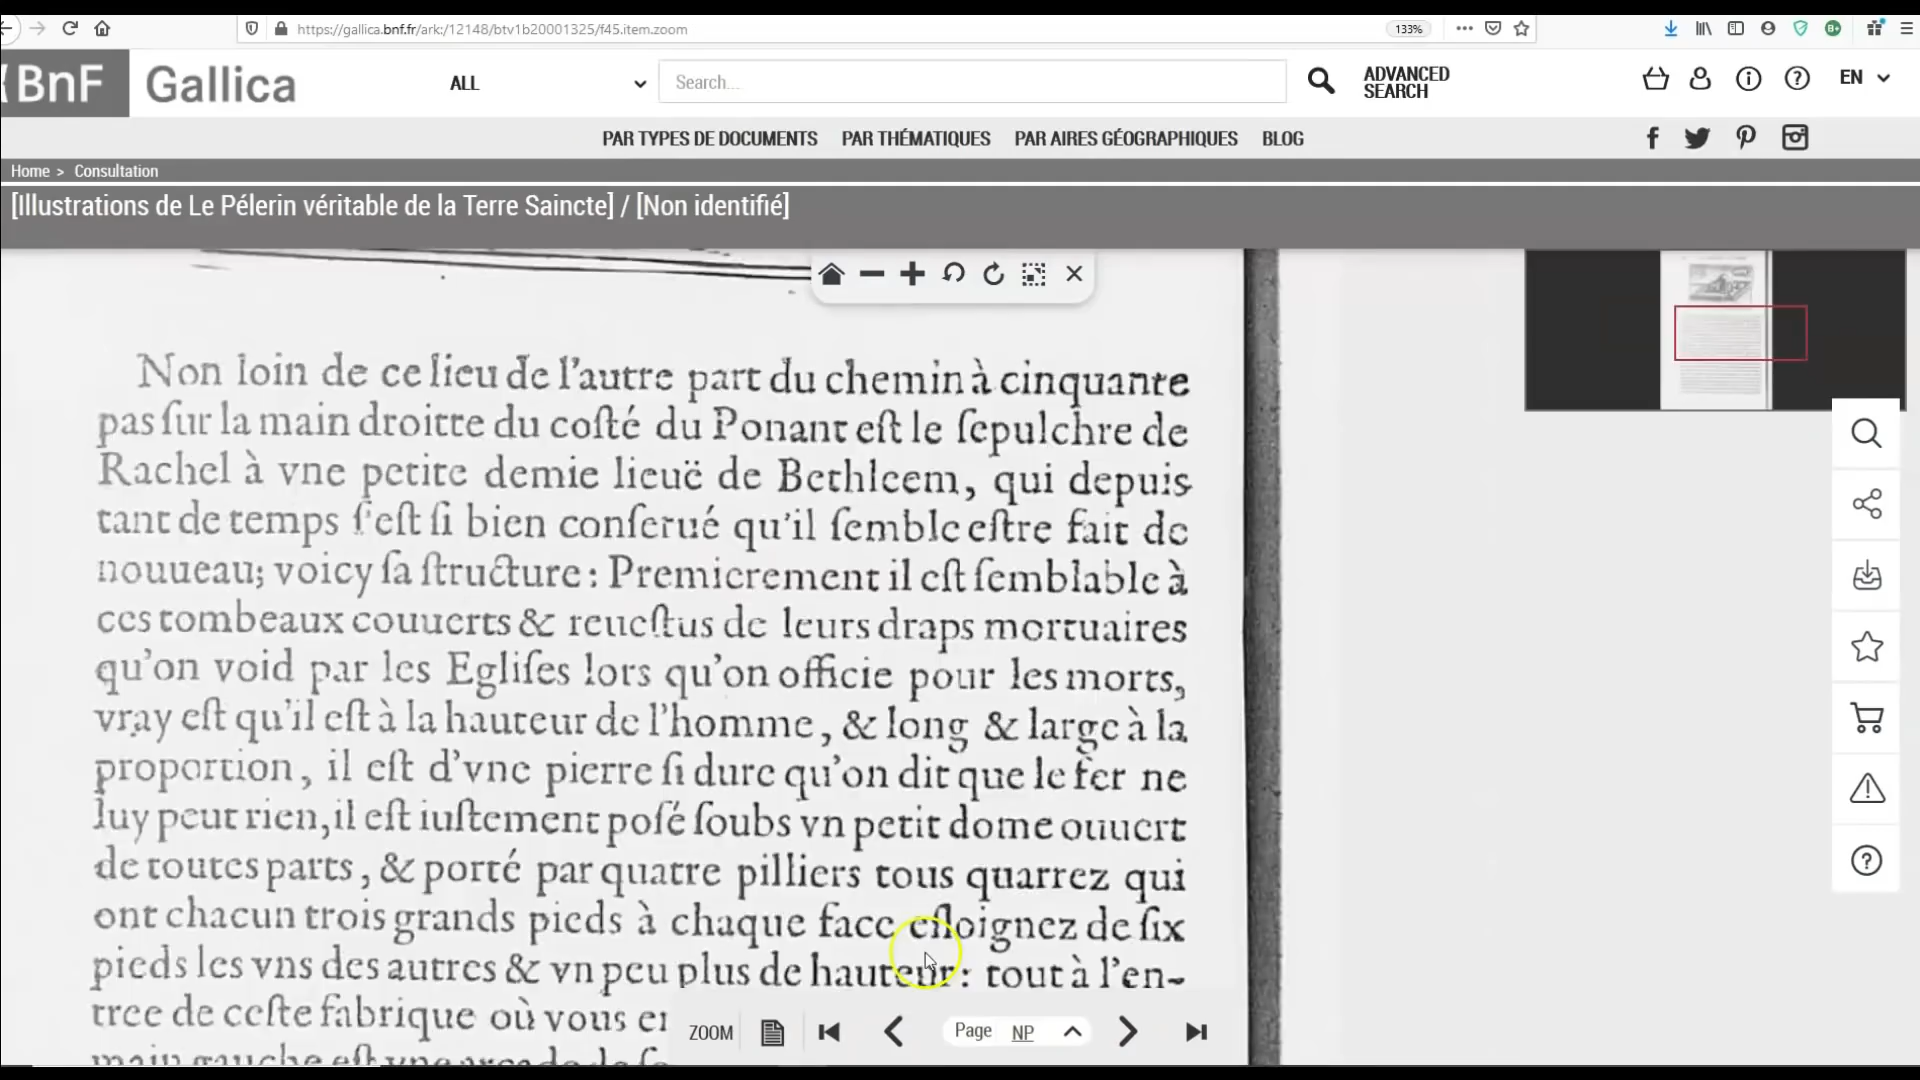 https://gallica.bnf.fr/ark:/12148/btv1b20001325/f45.item.zoom
133%
BnF Gallica
ALL
Search...
ADVANCED SEARCH
EN
PAR TYPES DE DOCUMENTS PAR THÉMATIQUES PAR AIRES GÉOGRAPHIQUES BLOG
Home > Consultation
[Illustrations de Le Pélerin véritable de la Terre Saincte] / [Non identifié]
Non loin de ce lieu de l'autre part du chemin à cinquante
pas ſur la main droitte du coſté du Ponant eſt le ſepulchre de
Rachel à vne petite demie lieuë de Bethleem, qui depuis
tant de temps ſ'eſt ſi bien conſerué qu'il ſemble eſtre fait de
nouueau; voicy ſa ſtructure: Premierement il eſt ſemblable à
ces tombeaux couuerts & reueſtus de leurs draps mortuaires
qu'on void par les Egliſes lors qu'on officie pour les morts,
vray eſt qu'il eſt à la hauteur de l'homme, & long & large à la
proportion, il eſt d'vne pierre ſi dure qu'on dit que le fer ne
luy peut rien, il eſt iuſtement poſé ſoubs vn petit dome ouuert
de toutes parts, & porté par quatre pilliers tous quarrez qui
ont chacun trois grands pieds à chaque face eſloignez de ſix
pieds les vns des autres & vn peu plus de hauteur: tout à l'en-
tree de ceſte fabrique où vous en
main gauche eſt vne arcade de
ZOOM
Page NP